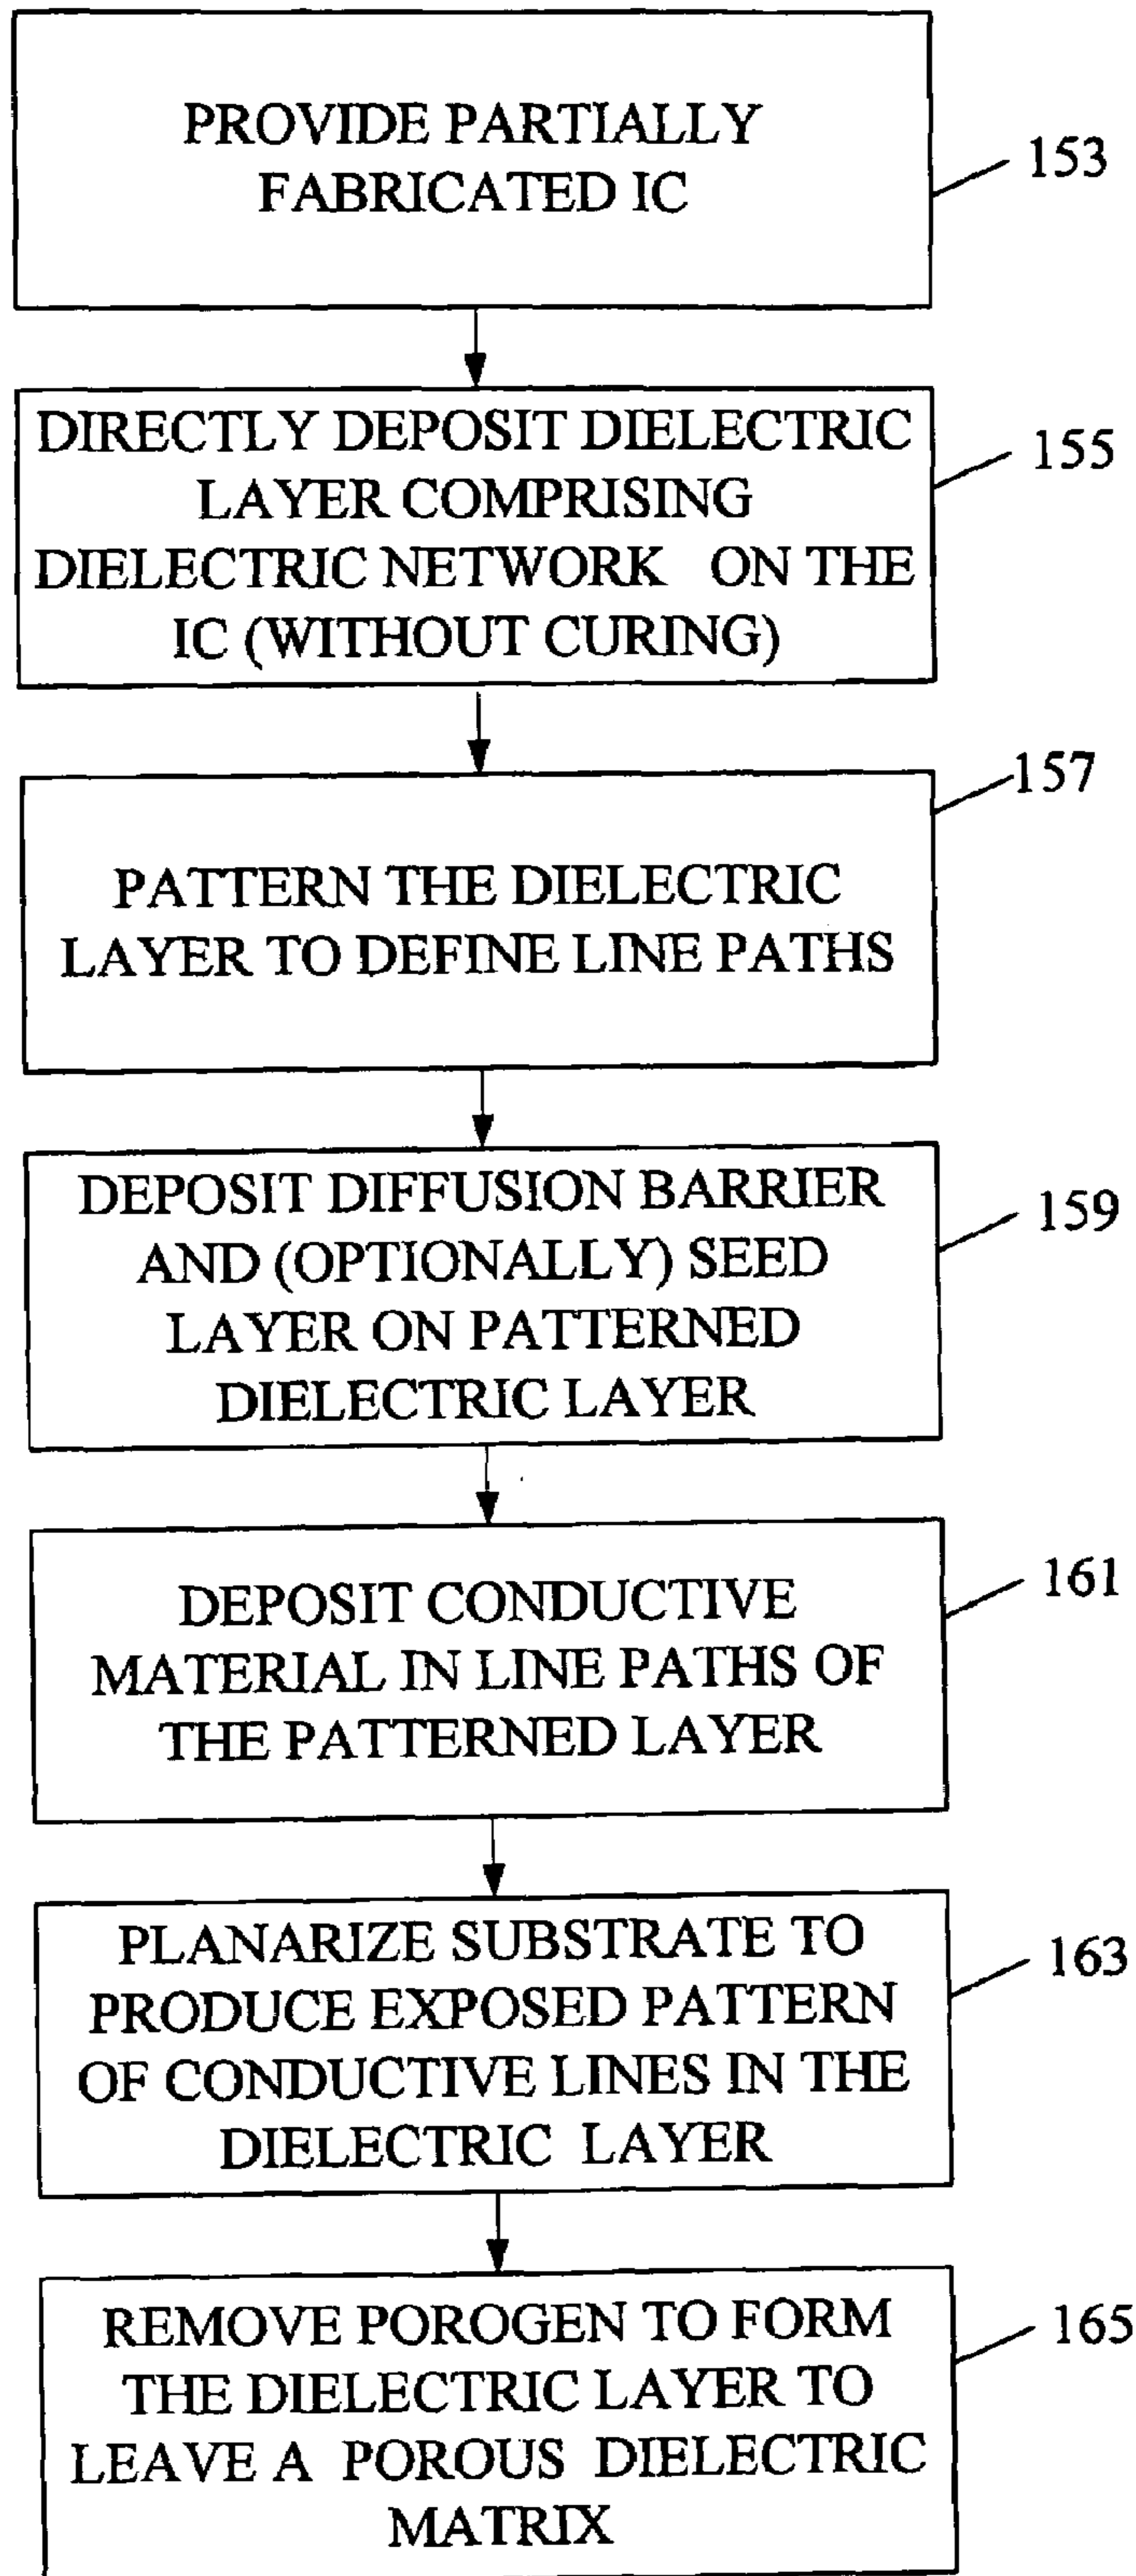 PROVIDE PARTIALLY
FABRICATED IC
153
DIRECTLY DEPOSIT DIELECTRIC
LAYER COMPRISING
DIELECTRIC NETWORK ON THE
IC (WITHOUT CURING)
155
157
PATTERN THE DIELECTRIC
LAYER TO DEFINE LINE PATHS
DEPOSIT DIFFUSION BARRIER
AND (OPTIONALLY) SEED
LAYER ON PATTERNED
DIELECTRIC LAYER
159
DEPOSIT CONDUCTIVE
MATERIAL IN LINE PATHS OF
THE PATTERNED LAYER
161
PLANARIZE SUBSTRATE TO
PRODUCE EXPOSED PATTERN
OF CONDUCTIVE LINES IN THE
DIELECTRIC LAYER
163
REMOVE POROGEN TO FORM
THE DIELECTRIC LAYER TO
LEAVE A POROUS DIELECTRIC
MATRIX
165